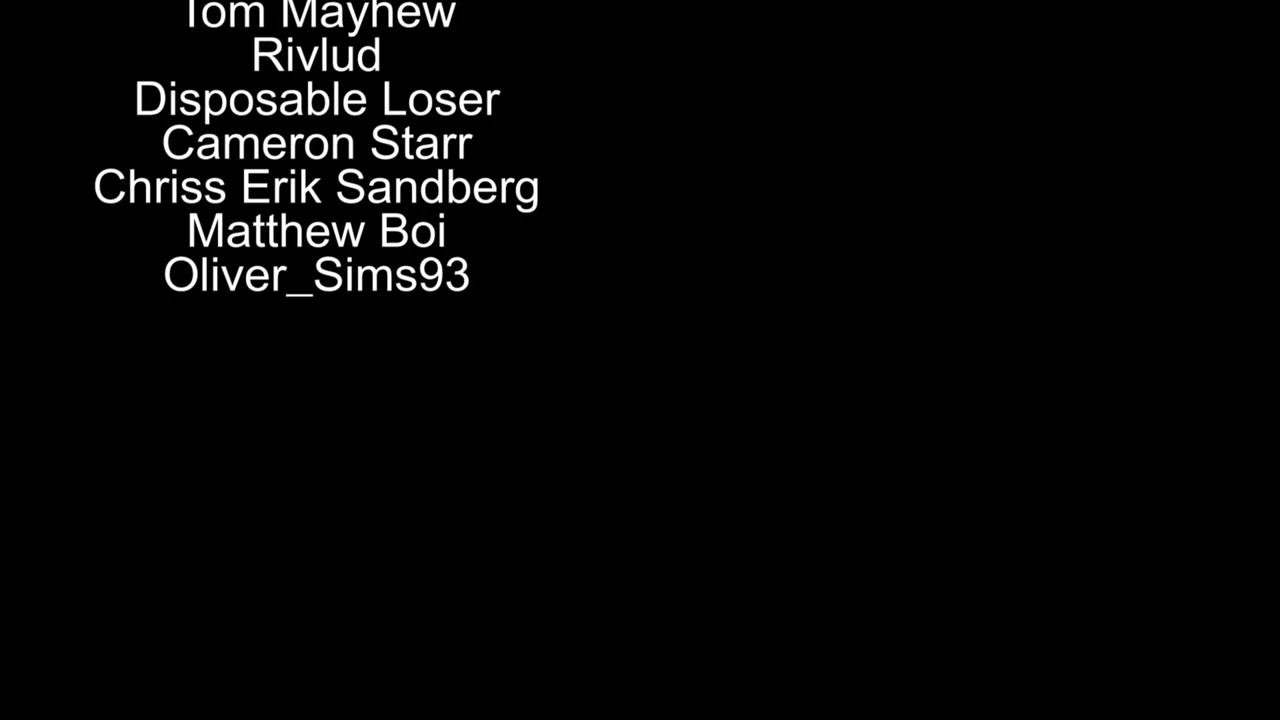 Tom Mayhew
Rivlud
Disposable Loser
Cameron Starr
Chriss Erik Sandberg
Matthew Boi
Oliver_Sims93